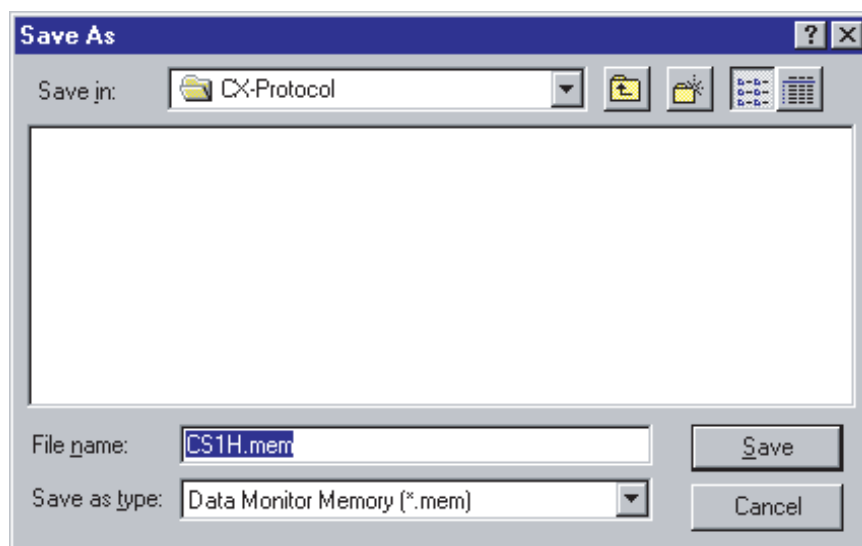 Save As
Save in: CX-Protocol
File name: CS1H.mem
Save
Save as type: Data Monitor Memory (*.mem)
Cancel